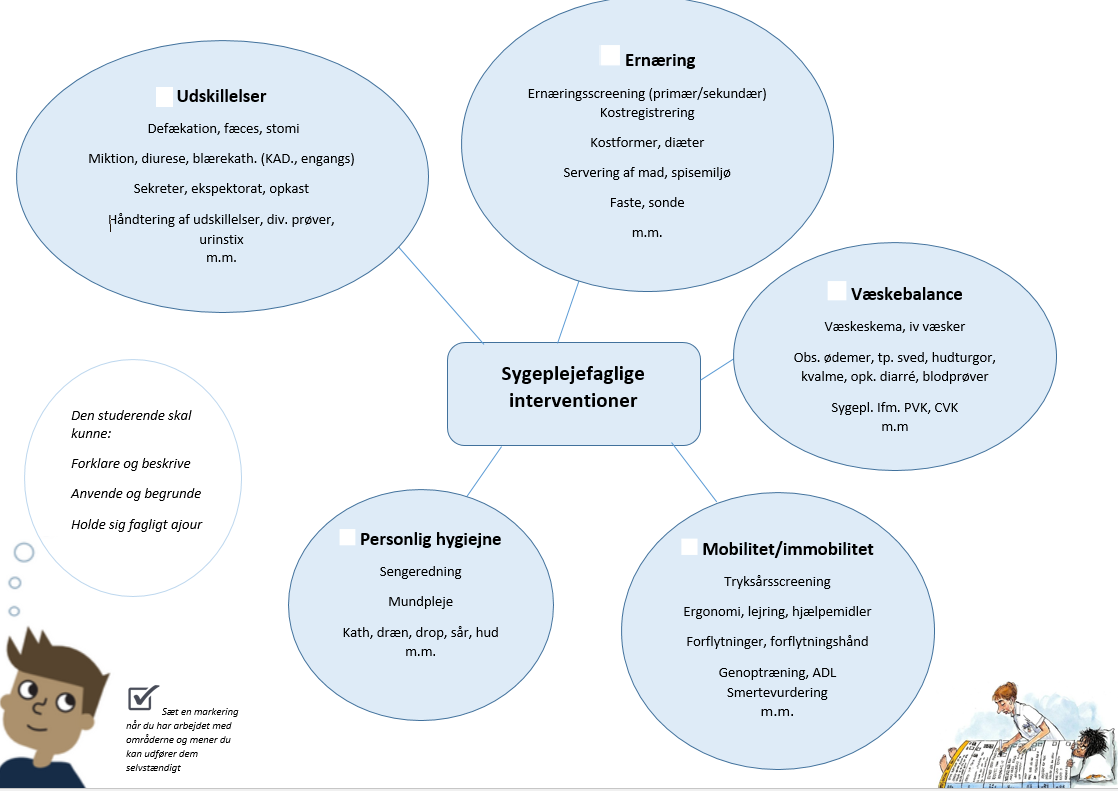 Udskillelser
Defækation, fæces, stomi
Miktion, diurese, blærekath. (KAD., engangs)
Sekreter, ekspektorat, opkast
Håndtering af udskillelser, div. prøver,
urinstix
m.m.
Ernæring
Ernæringsscreening (primær/sekundær)
Kostregistrering
Kostformer, diæter
Servering af mad, spisemiljø
Faste, sonde
m.m.
Væskebalance
Væskeskema, iv væsker
Obs. ødemer, tp. sved, hudturgor,
kvalme, opk. diarré, blodprøver
Sygepl. Ifm. PVK, CVK
m.m
Sygeplejefaglige
interventioner
Den studerende skal
kunne:
Forklare og beskrive
Anvende og begrunde
Holde sig fagligt ajour
Personlig hygiejne
Sengeredning
Mundpleje
Kath, dræn, drop, sår, hud
m.m.
Mobilitet/immobilitet
Tryksårsscreening
Ergonomi, lejring, hjælpemidler
Forflytninger, forflytningshånd
Genoptræning, ADL
Smertevurdering
m.m.
Sæt en markering
når du har arbejdet med
områderne og mener du
kan udfører dem
selvstændigt